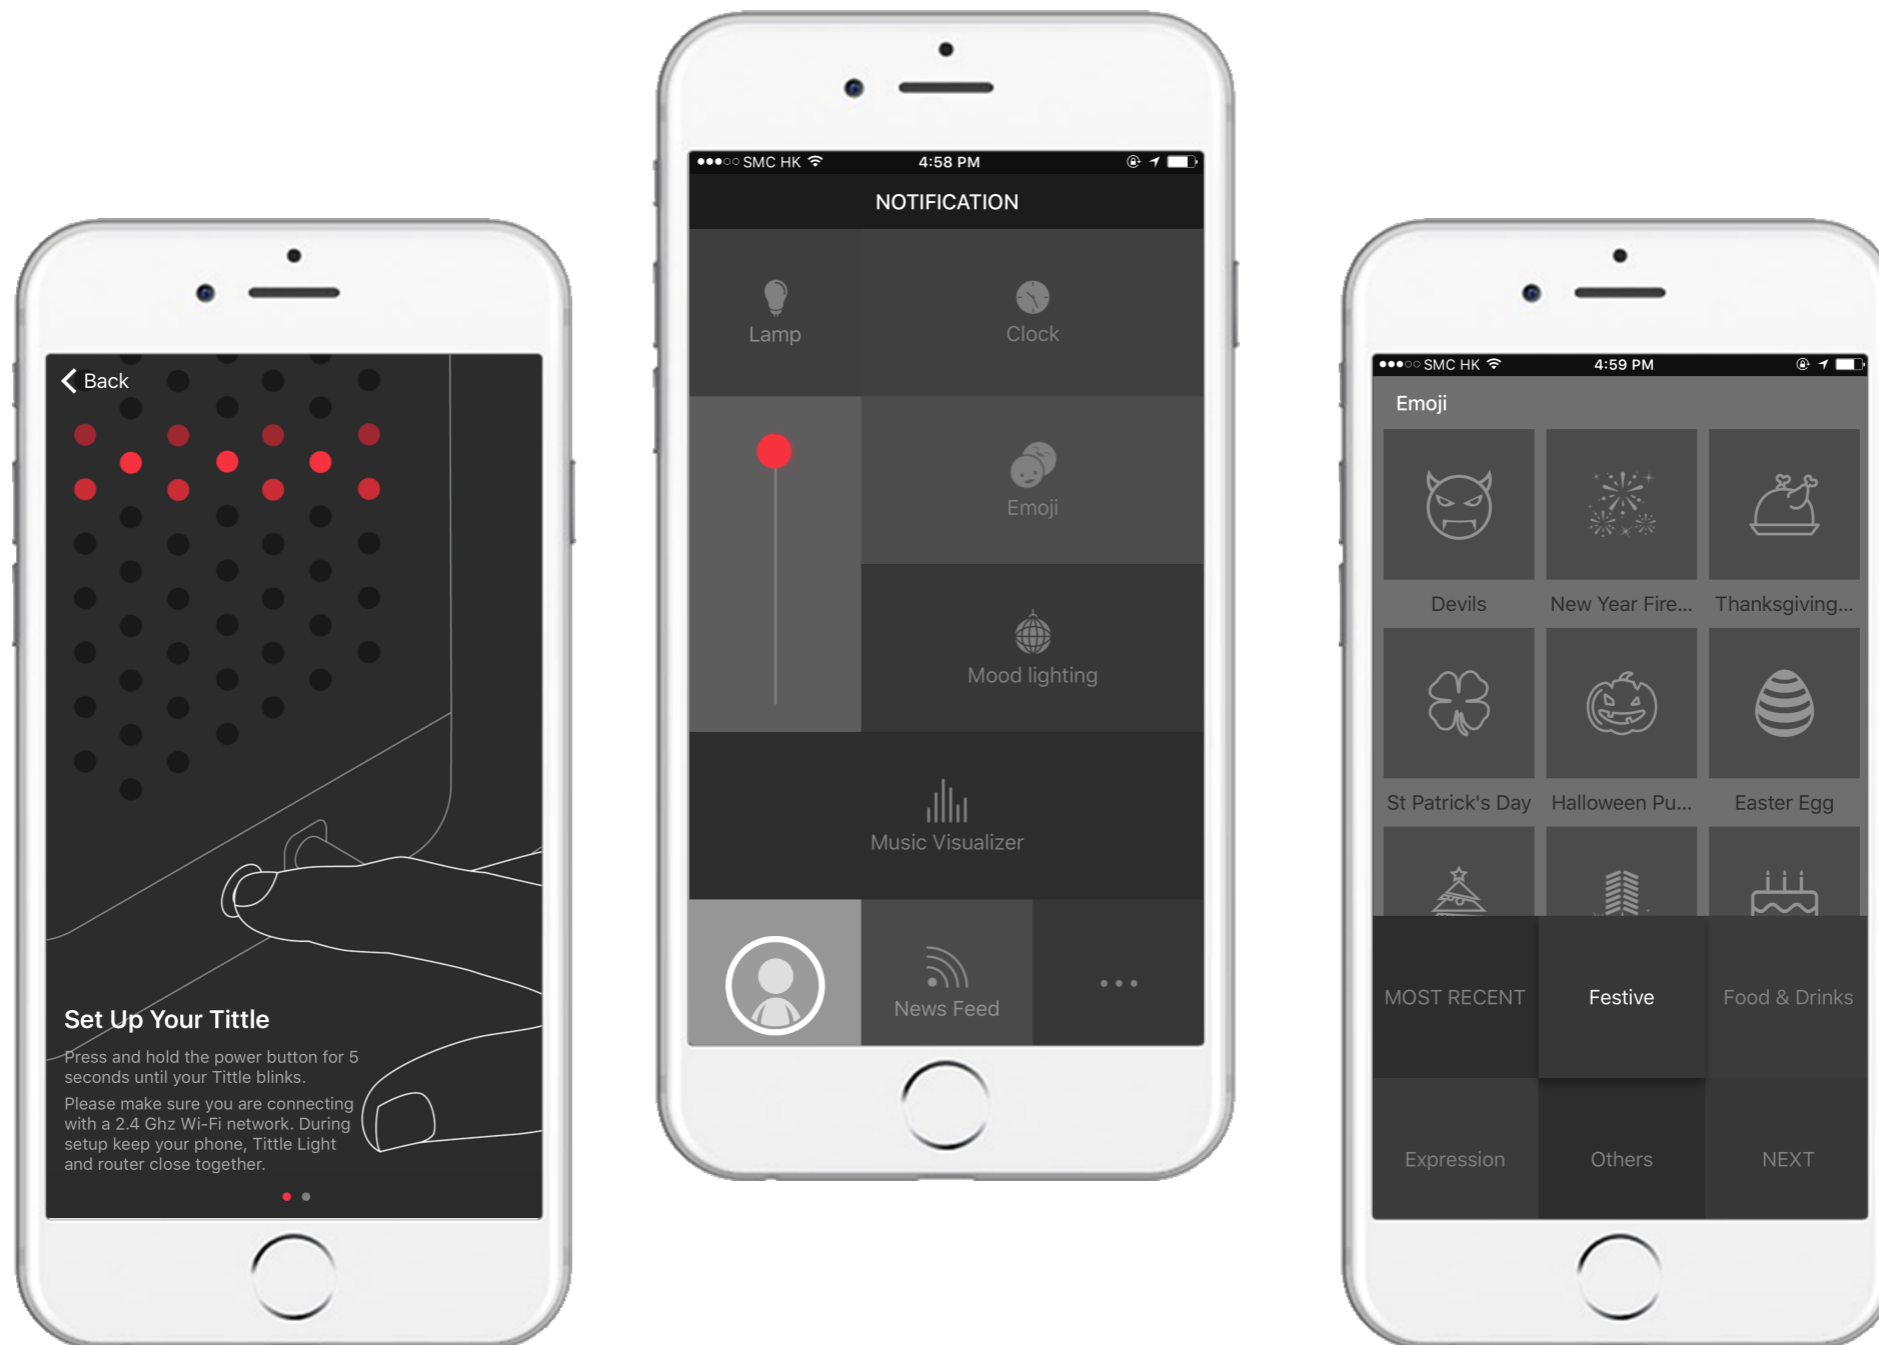 Back
Set Up Your Tittle
Press and hold the power button for 5
seconds until your Tittle blinks.
Please make sure you are connecting
with a 2.4 Ghz Wi-Fi network. During
setup keep your phone, Tittle Light
and router close together.
SMC HK 4:58 PM
NOTIFICATION
Lamp
Clock
Emoji
Mood lighting
Music Visualizer
News Feed
SMC HK 4:59 PM
Emoji
Devils
New Year Fire...
Thanksgiving...
St Patrick's Day
Halloween Pu...
Easter Egg
MOST RECENT
Festive
Food & Drinks
Expression
Others
NEXT